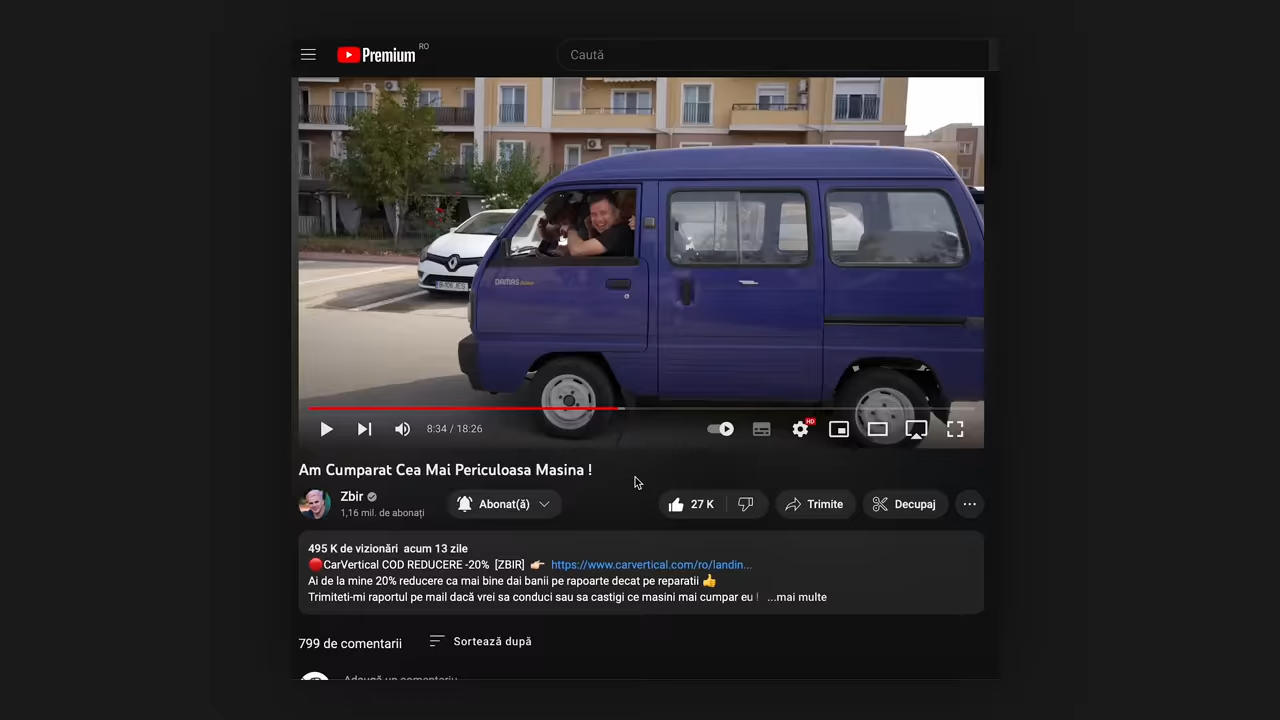 Premium RO
Caută
DAMAS
8:34 / 18:26
HD
Am Cumparat Cea Mai Periculoasa Masina !
Zbir
1,16 mil. de abonați
Abonat(ă)
27 K
Trimite
Decupaj
495 K de vizionări acum 13 zile
🔴CarVertical COD REDUCERE -20% [ZBIR] 👉 https://www.carvertical.com/ro/landin...
Ai de la mine 20% reducere ca mai bine dai banii pe rapoarte decat pe reparatii 👍
Trimiteti-mi raportul pe mail dacă vrei sa conduci sau sa castigi ce masini mai cumpar eu ! ...mai multe
799 de comentarii
Sortează după
Adaugă un comentariu